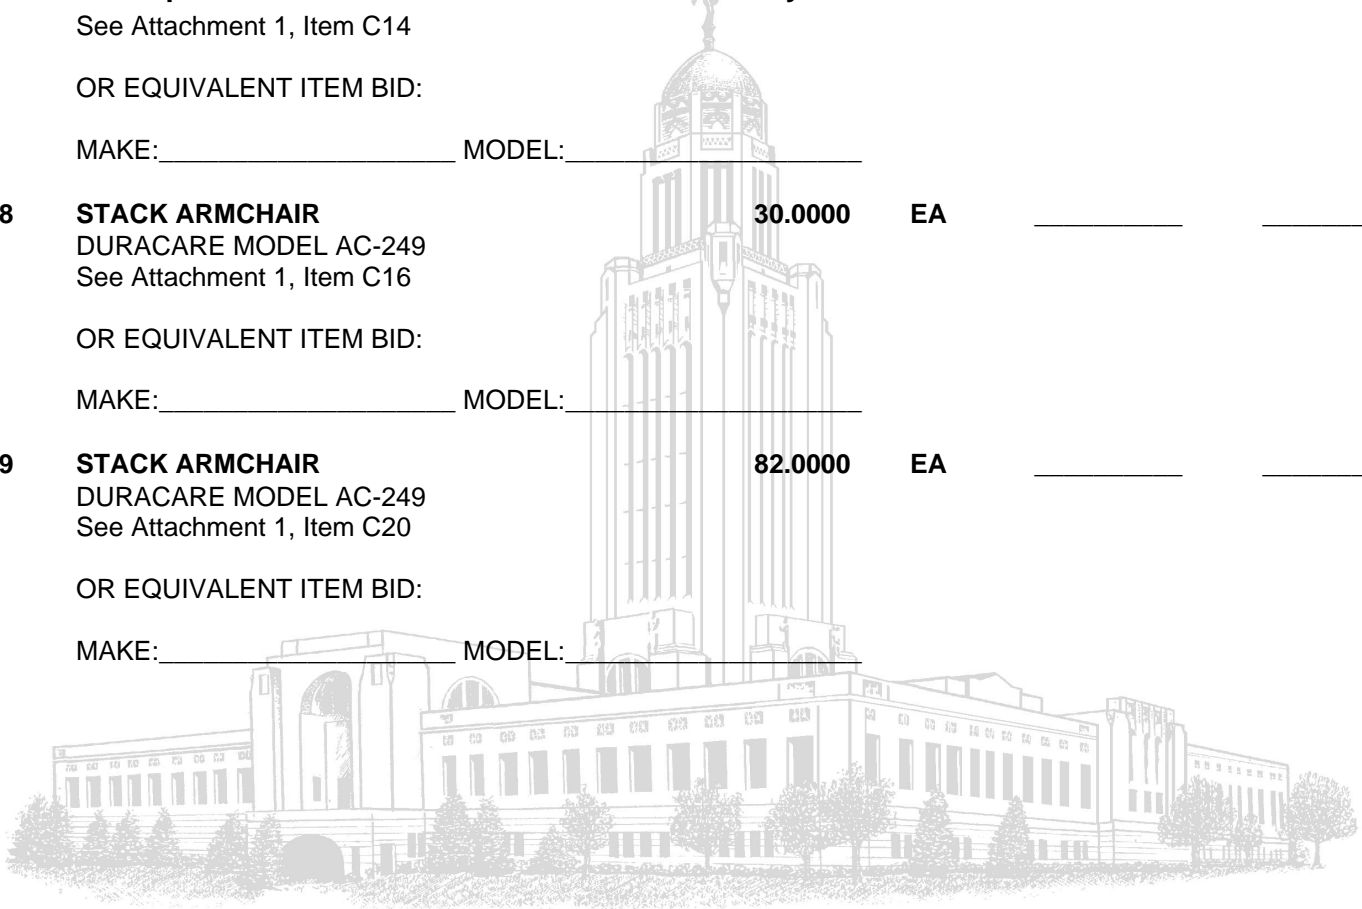 See Attachment 1, Item C14
OR EQUIVALENT ITEM BID:
MAKE:____________________ MODEL:____________________
8 STACK ARMCHAIR 30.0000 EA __________ _______
DURACARE MODEL AC-249
See Attachment 1, Item C16
OR EQUIVALENT ITEM BID:
MAKE:____________________ MODEL:____________________
9 STACK ARMCHAIR 82.0000 EA __________ _______
DURACARE MODEL AC-249
See Attachment 1, Item C20
OR EQUIVALENT ITEM BID:
MAKE:____________________ MODEL:____________________